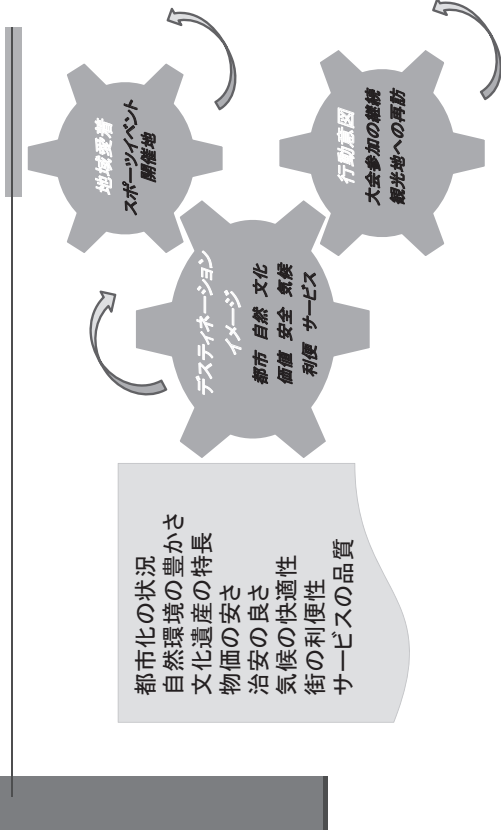 都市化の状況
自然環境の豊かさ
文化遺産の特長
物価の安さ
治安の良さ
気候の快適性
街の利便性
サービスの品質
デスティネーション
イメージ
都市 自然 文化
価値 安全 気候
利便 サービス
地域愛着
スポーツイベント
開催地
行動意図
大会参加の継続
観光地への再訪